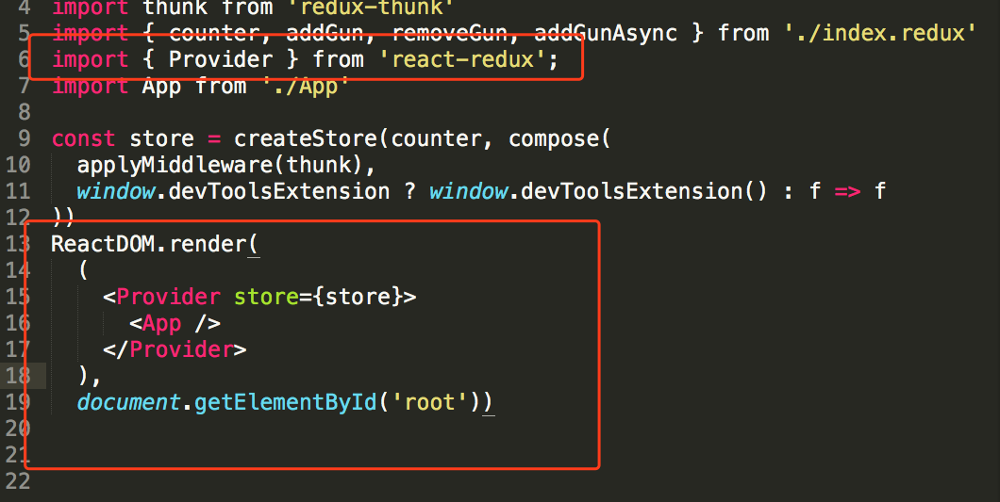 4 import thunk from 'redux-thunk'
5 import { counter, addGun, removeGun, addGunAsync } from './index.redux'
6 import { Provider } from 'react-redux';
7 import App from './App'
8
9 const store = createStore(counter, compose(
10   applyMiddleware(thunk),
11   window.devToolsExtension ? window.devToolsExtension() : f => f
12 ))
13 ReactDOM.render(
14   (
15     <Provider store={store}>
16       <App />
17     </Provider>
18   ),
19   document.getElementById('root'))
20
21
22